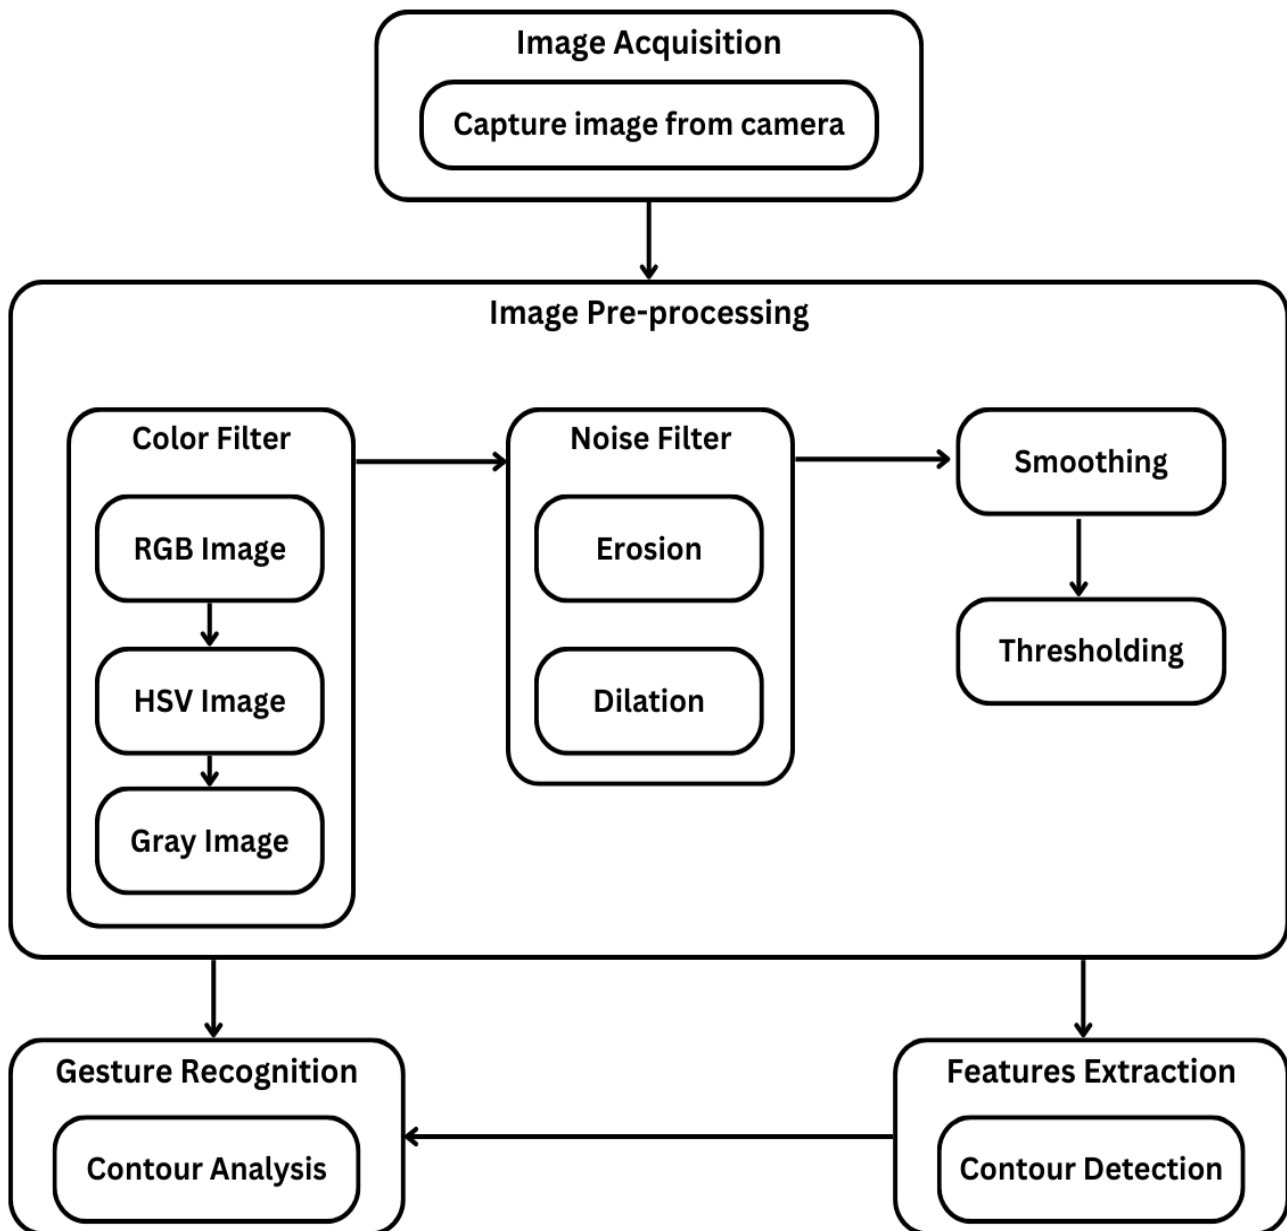 Image Acquisition
Capture image from camera
Image Pre-processing
Color Filter
RGB Image
HSV Image
Gray Image
Noise Filter
Erosion
Dilation
Smoothing
Thresholding
Gesture Recognition
Contour Analysis
Features Extraction
Contour Detection